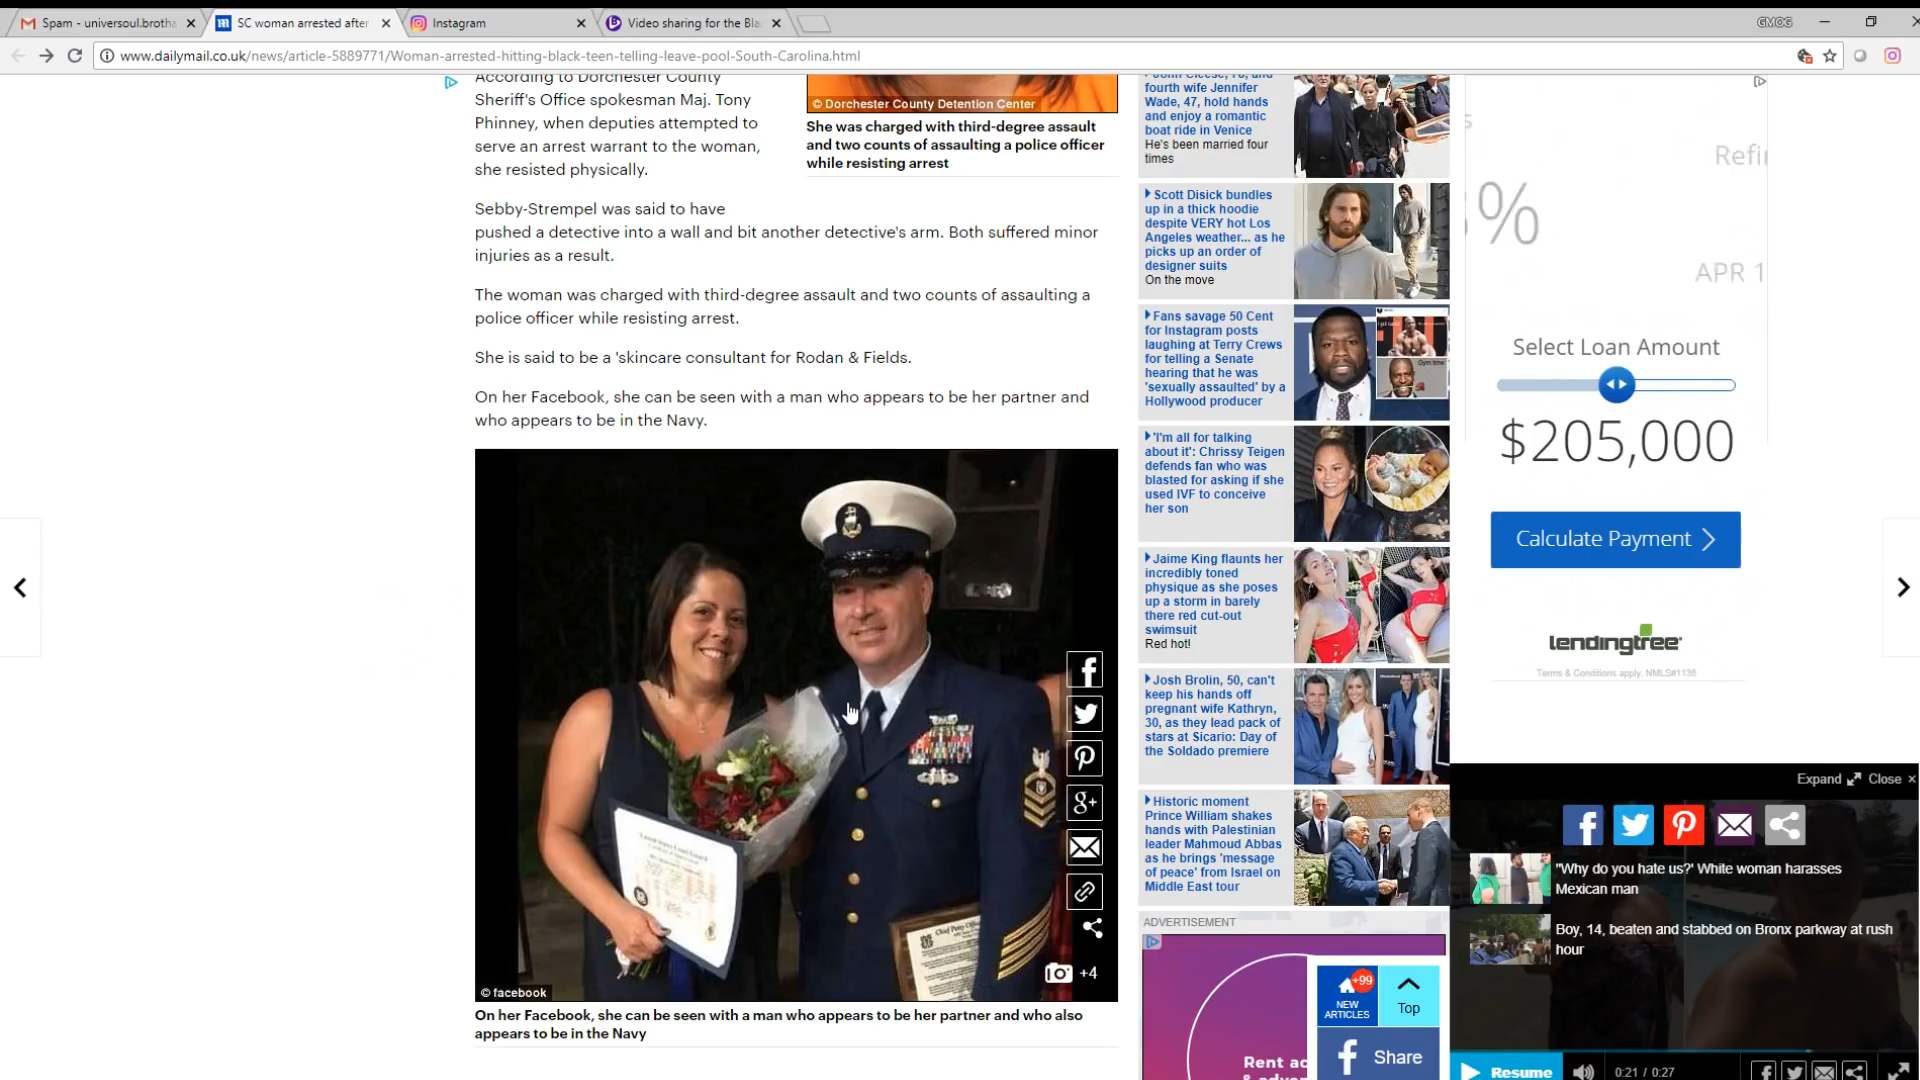 Spam - universoul.brotha
SC woman arrested after
Instagram
Video sharing for the Bla
GMOG
www.dailymail.co.uk/news/article-5889771/Woman-arrested-hitting-black-teen-telling-leave-pool-South-Carolina.html
According to Dorchester County
Sheriff's Office spokesman Maj. Tony
Phinney, when deputies attempted to
serve an arrest warrant to the woman,
she resisted physically.
© Dorchester County Detention Center
She was charged with third-degree assault
and two counts of assaulting a police officer
while resisting arrest
Sebby-Strempel was said to have
pushed a detective into a wall and bit another detective's arm. Both suffered minor
injuries as a result.
The woman was charged with third-degree assault and two counts of assaulting a
police officer while resisting arrest.
She is said to be a 'skincare consultant for Rodan & Fields.
On her Facebook, she can be seen with a man who appears to be her partner and
who appears to be in the Navy.
g+
+4
© facebook
On her Facebook, she can be seen with a man who appears to be her partner and who also
appears to be in the Navy
John Cleese, 78, and
fourth wife Jennifer
Wade, 47, hold hands
and enjoy a romantic
boat ride in Venice
He's been married four
times
Scott Disick bundles
up in a thick hoodie
despite VERY hot Los
Angeles weather... as he
picks up an order of
designer suits
On the move
Fans savage 50 Cent
for Instagram posts
laughing at Terry Crews
for telling a Senate
hearing that he was
'sexually assaulted' by a
Hollywood producer
'I'm all for talking
about it': Chrissy Teigen
defends fan who was
blasted for asking if she
used IVF to conceive
her son
Jaime King flaunts her
incredibly toned
physique as she poses
up a storm in barely
there red cut-out
swimsuit
Red hot!
Josh Brolin, 50, can't
keep his hands off
pregnant wife Kathryn,
30, as they lead pack of
stars at Sicario: Day of
the Soldado premiere
Historic moment
Prince William shakes
hands with Palestinian
leader Mahmoud Abbas
as he brings 'message
of peace' from Israel on
Middle East tour
ADVERTISEMENT
Rent ac
+99
NEW
ARTICLES
Top
Share
Refi
%
APR 1
Select Loan Amount
$205,000
Calculate Payment
lendingtree
Terms & Conditions apply. NMLS#1136
Expand
Close ×
"Why do you hate us?' White woman harasses
Mexican man
Boy, 14, beaten and stabbed on Bronx parkway at rush
hour
Resume
0:21 / 0:27